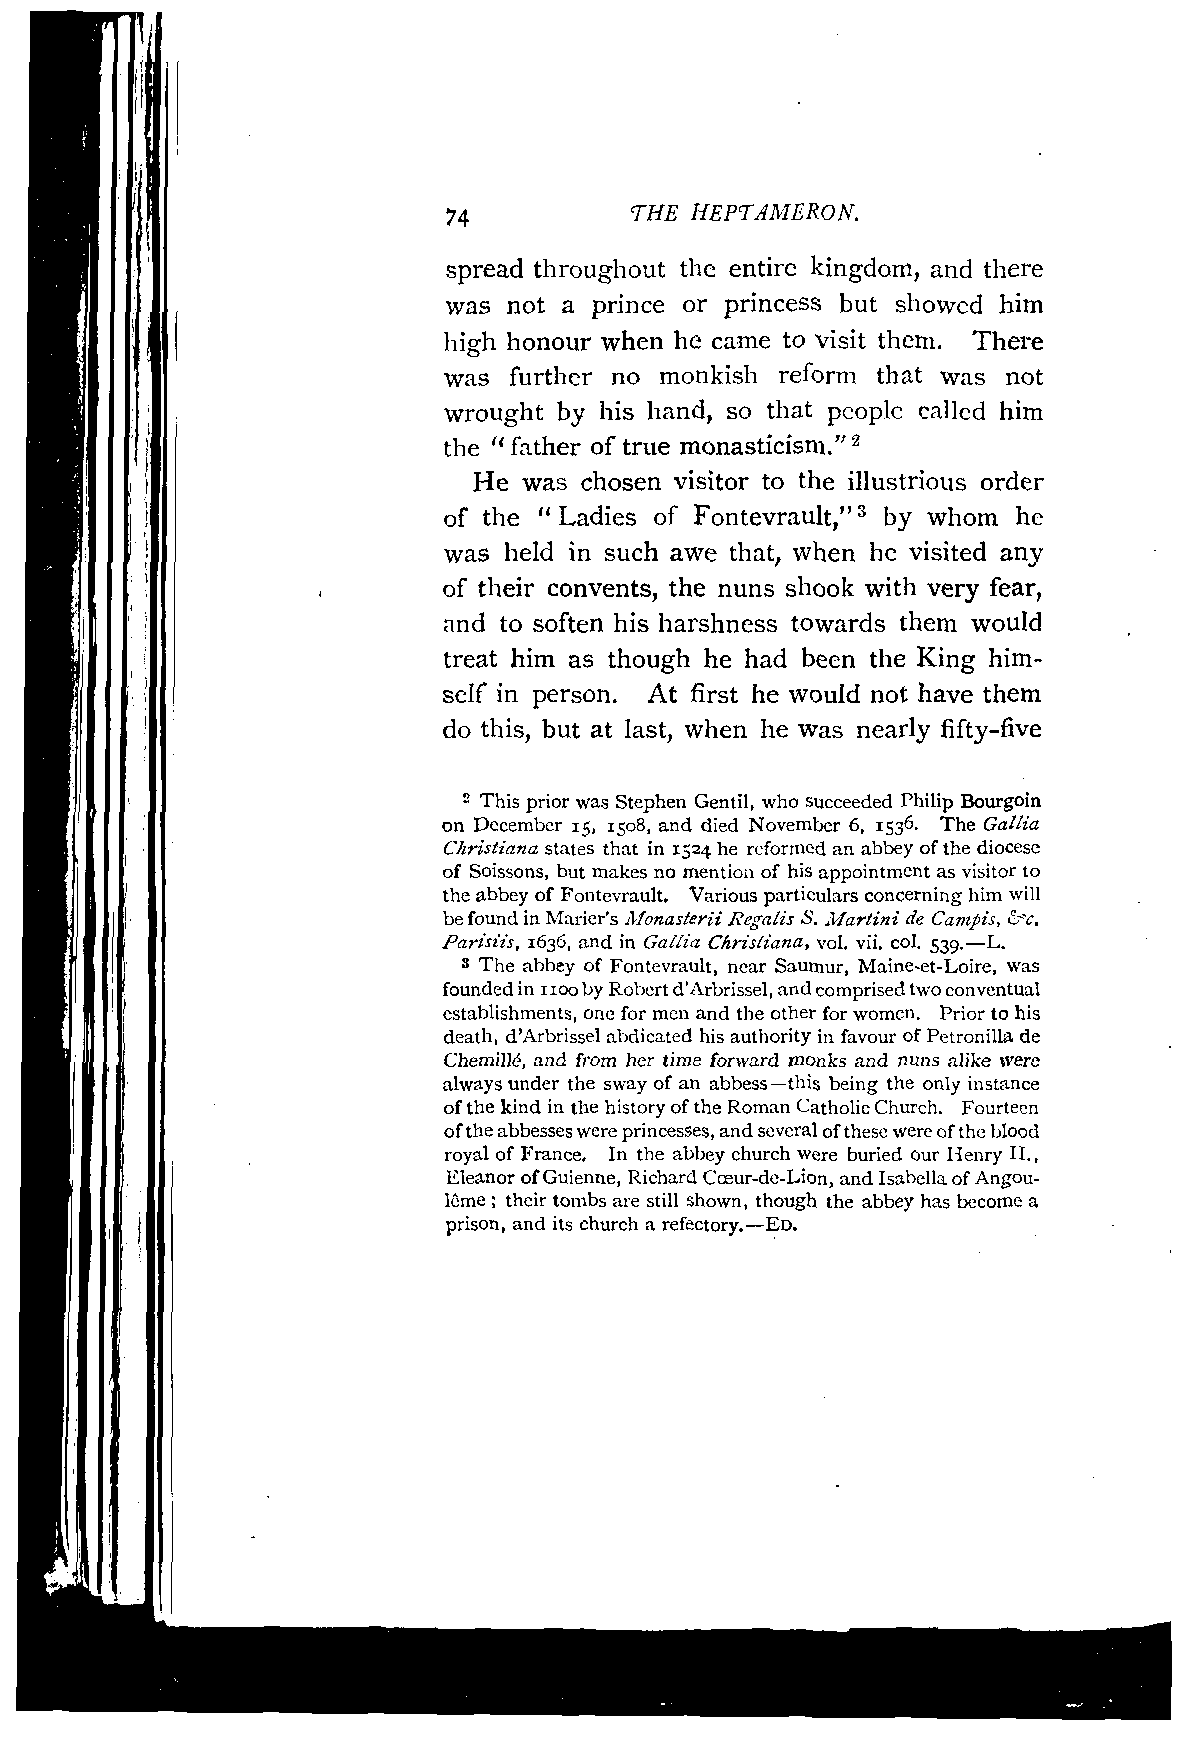 74 THE HEPTAMERON.
spread throughout the entire kingdom, and there
was not a prince or princess but showed him
high honour when he came to visit them. There
was further no monkish reform that was not
wrought by his hand, so that people called him
the "father of true monasticism." 2
He was chosen visitor to the illustrious order
of the "Ladies of Fontevrault," 3 by whom he
was held in such awe that, when he visited any
of their convents, the nuns shook with very fear,
and to soften his harshness towards them would
treat him as though he had been the King him-
self in person. At first he would not have them
do this, but at last, when he was nearly fifty-five
2 This prior was Stephen Gentil, who succeeded Philip Bourgoin
on December 15, 1508, and died November 6, 1536. The Gallia
Christiana states that in 1524 he reformed an abbey of the diocese
of Soissons, but makes no mention of his appointment as visitor to
the abbey of Fontevrault. Various particulars concerning him will
be found in Marier's Monasterii Regalis S. Martini de Campis, &c.
Parisiis, 1636, and in Gallia Christiana, vol. vii. col. 539.—L.
3 The abbey of Fontevrault, near Saumur, Maine-et-Loire, was
founded in 1100 by Robert d'Arbrissel, and comprised two conventual
establishments, one for men and the other for women. Prior to his
death, d'Arbrissel abdicated his authority in favour of Petronilla de
Chemillé, and from her time forward monks and nuns alike were
always under the sway of an abbess—this being the only instance
of the kind in the history of the Roman Catholic Church. Fourteen
of the abbesses were princesses, and several of these were of the blood
royal of France. In the abbey church were buried our Henry II.,
Eleanor of Guienne, Richard Cœur-de-Lion, and Isabella of Angou-
lême; their tombs are still shown, though the abbey has become a
prison, and its church a refectory.—ED.